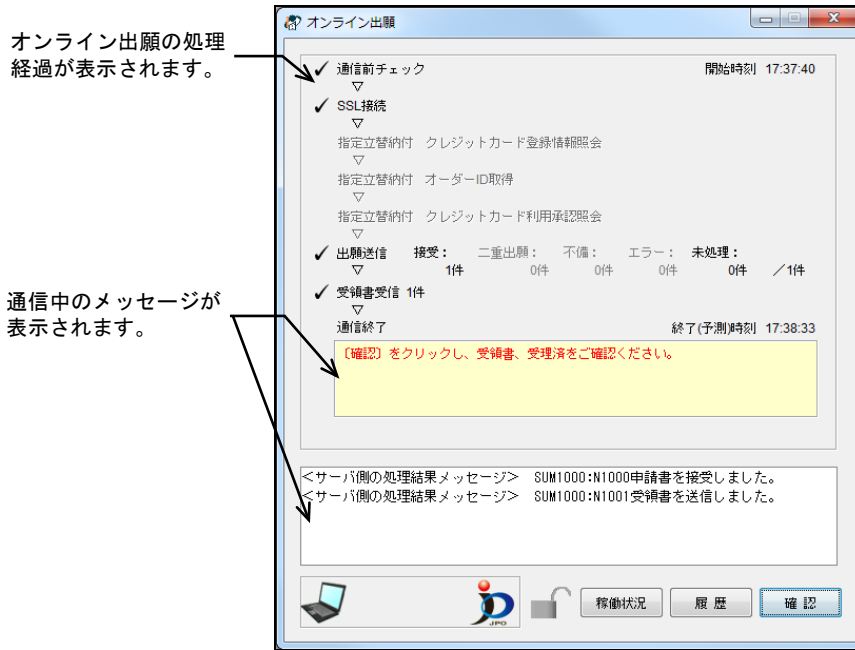 オンライン出願
オンライン出願の処理
経過が表示されます。
通信前チェック 開始時刻 17:37:40
▽
SSL接続
▽
指定立替納付 クレジットカード登録情報照会
▽
指定立替納付 オーダーID取得
▽
指定立替納付 クレジットカード利用承認照会
▽
出願送信 接受： 二重出願： 不備： エラー： 未処理：
▽ 1件 0件 0件 0件 0件 ／1件
受領書受信 1件
▽
通信終了 終了(予測)時刻 17:38:33
通信中のメッセージが
表示されます。
〔確認〕をクリックし、受領書、受理済をご確認ください。
＜サーバ側の処理結果メッセージ＞ SUM1000:N1000申請書を接受しました。
＜サーバ側の処理結果メッセージ＞ SUM1000:N1001受領書を送信しました。
JPO
稼働状況 履 歴 確 認